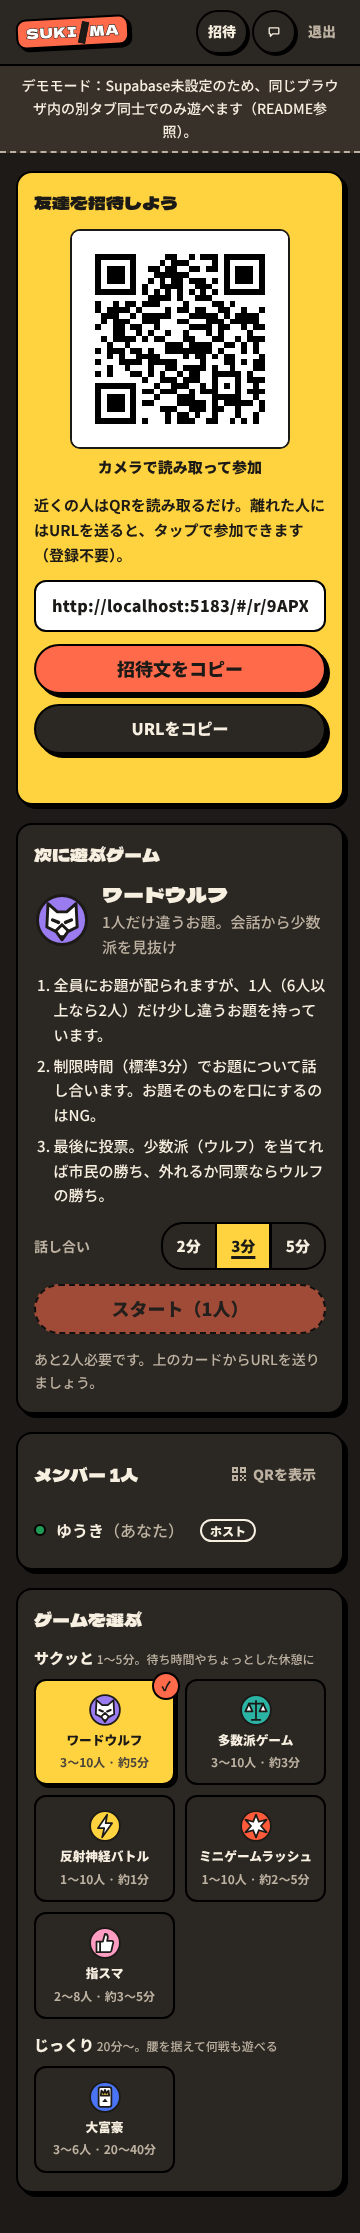 SUKIMA
招待
退出
デモモード：Supabase未設定のため、同じブラウ
ザ内の別タブ同士でのみ遊べます（README参
照）。
友達を招待しよう
カメラで読み取って参加
近くの人はQRを読み取るだけ。離れた人に
はURLを送ると、タップで参加できます
（登録不要）。
http://localhost:5183/#/r/9APX
招待文をコピー
URLをコピー
次に遊ぶゲーム
ワードウルフ
1人だけ違うお題。会話から少数
派を見抜け
1. 全員にお題が配られますが、1人（6人以
上なら2人）だけ少し違うお題を持って
います。
2. 制限時間（標準3分）でお題について話
し合います。お題そのものを口にするの
はNG。
3. 最後に投票。少数派（ウルフ）を当てれ
ば市民の勝ち、外れるか同票ならウルフ
の勝ち。
話し合い
2分
3分
5分
スタート（1人）
あと2人必要です。上のカードからURLを送り
ましょう。
メンバー 1人
QRを表示
ゆうき（あなた）
ホスト
ゲームを選ぶ
サクッと 1〜5分。待ち時間やちょっとした休憩に
✓
ワードウルフ
3〜10人・約5分
多数派ゲーム
3〜10人・約3分
反射神経バトル
1〜10人・約1分
ミニゲームラッシュ
1〜10人・約2〜5分
指スマ
2〜8人・約3〜5分
じっくり 20分〜。腰を据えて何戦も遊べる
大富豪
3〜6人・20〜40分